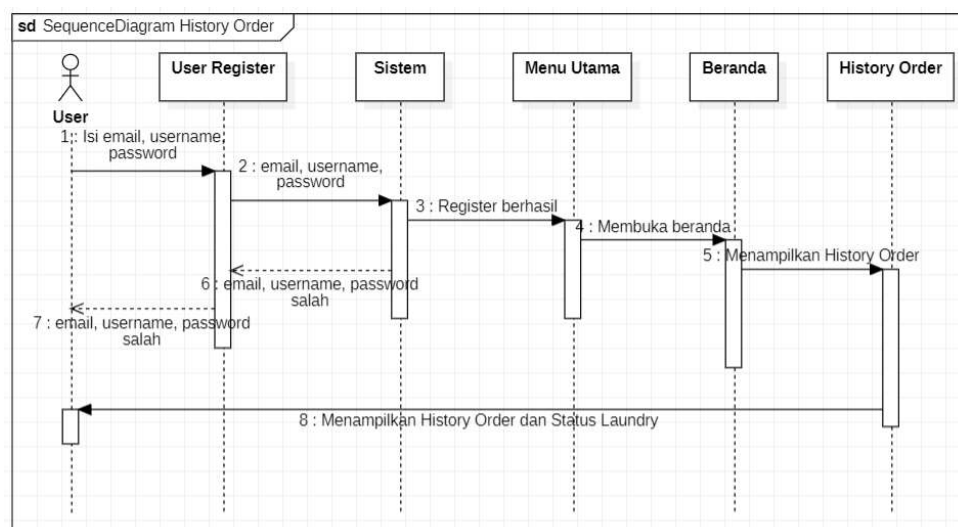 sd SequenceDiagram History Order
User Register
Sistem
Menu Utama
Beranda
History Order
User
1 : Isi email, username,
password
2 : email, username,
password
3 : Register berhasil
4 : Membuka beranda
5 : Menampilkan History Order
6 : email, username, password
salah
7 : email, username, password
salah
8 : Menampilkan History Order dan Status Laundry